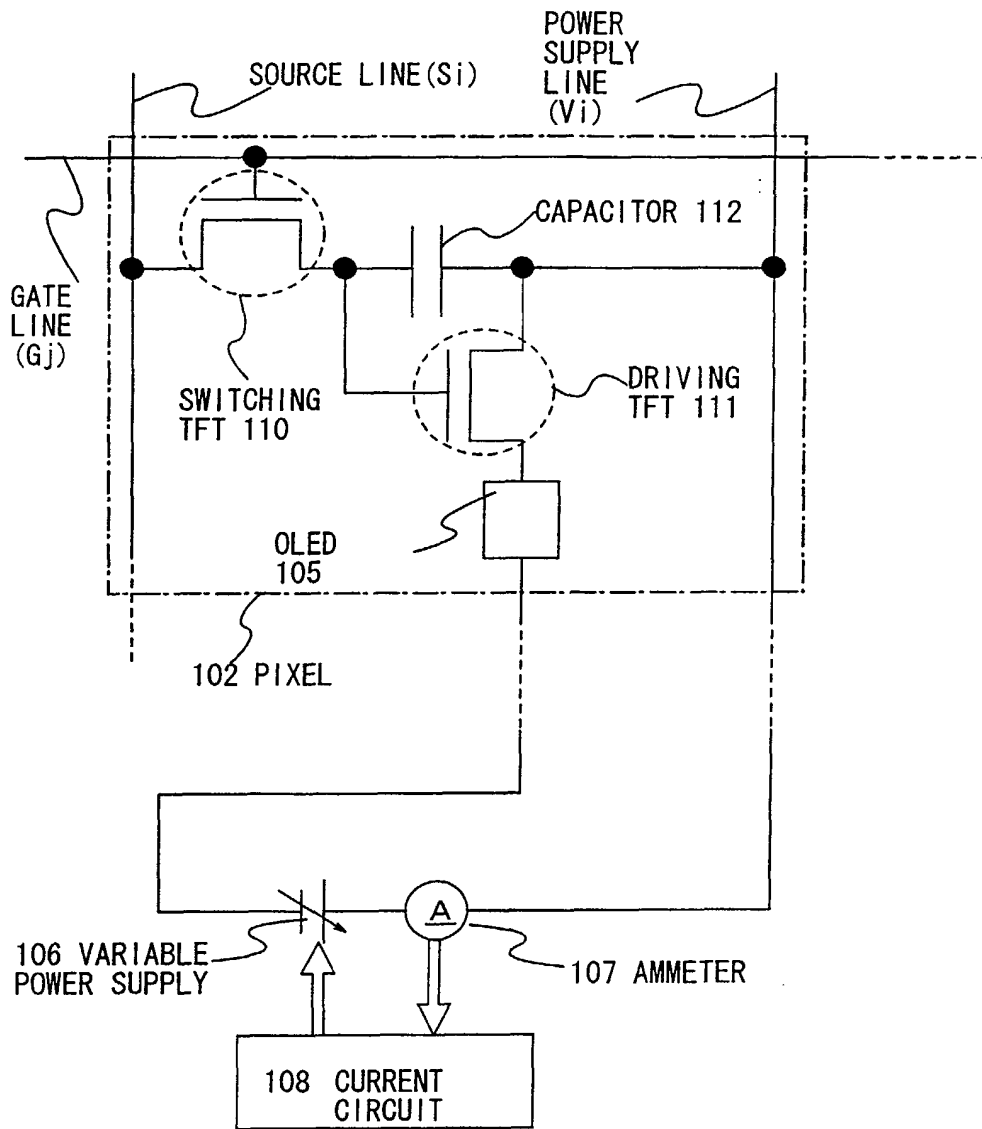 POWER
SUPPLY
LINE
(Vi)
SOURCE LINE(Si)
CAPACITOR 112
GATE
LINE
(Gj)
SWITCHING
TFT 110
DRIVING
TFT 111
OLED
105
102 PIXEL
A
106 VARIABLE
POWER SUPPLY
107 AMMETER
108 CURRENT
CIRCUIT